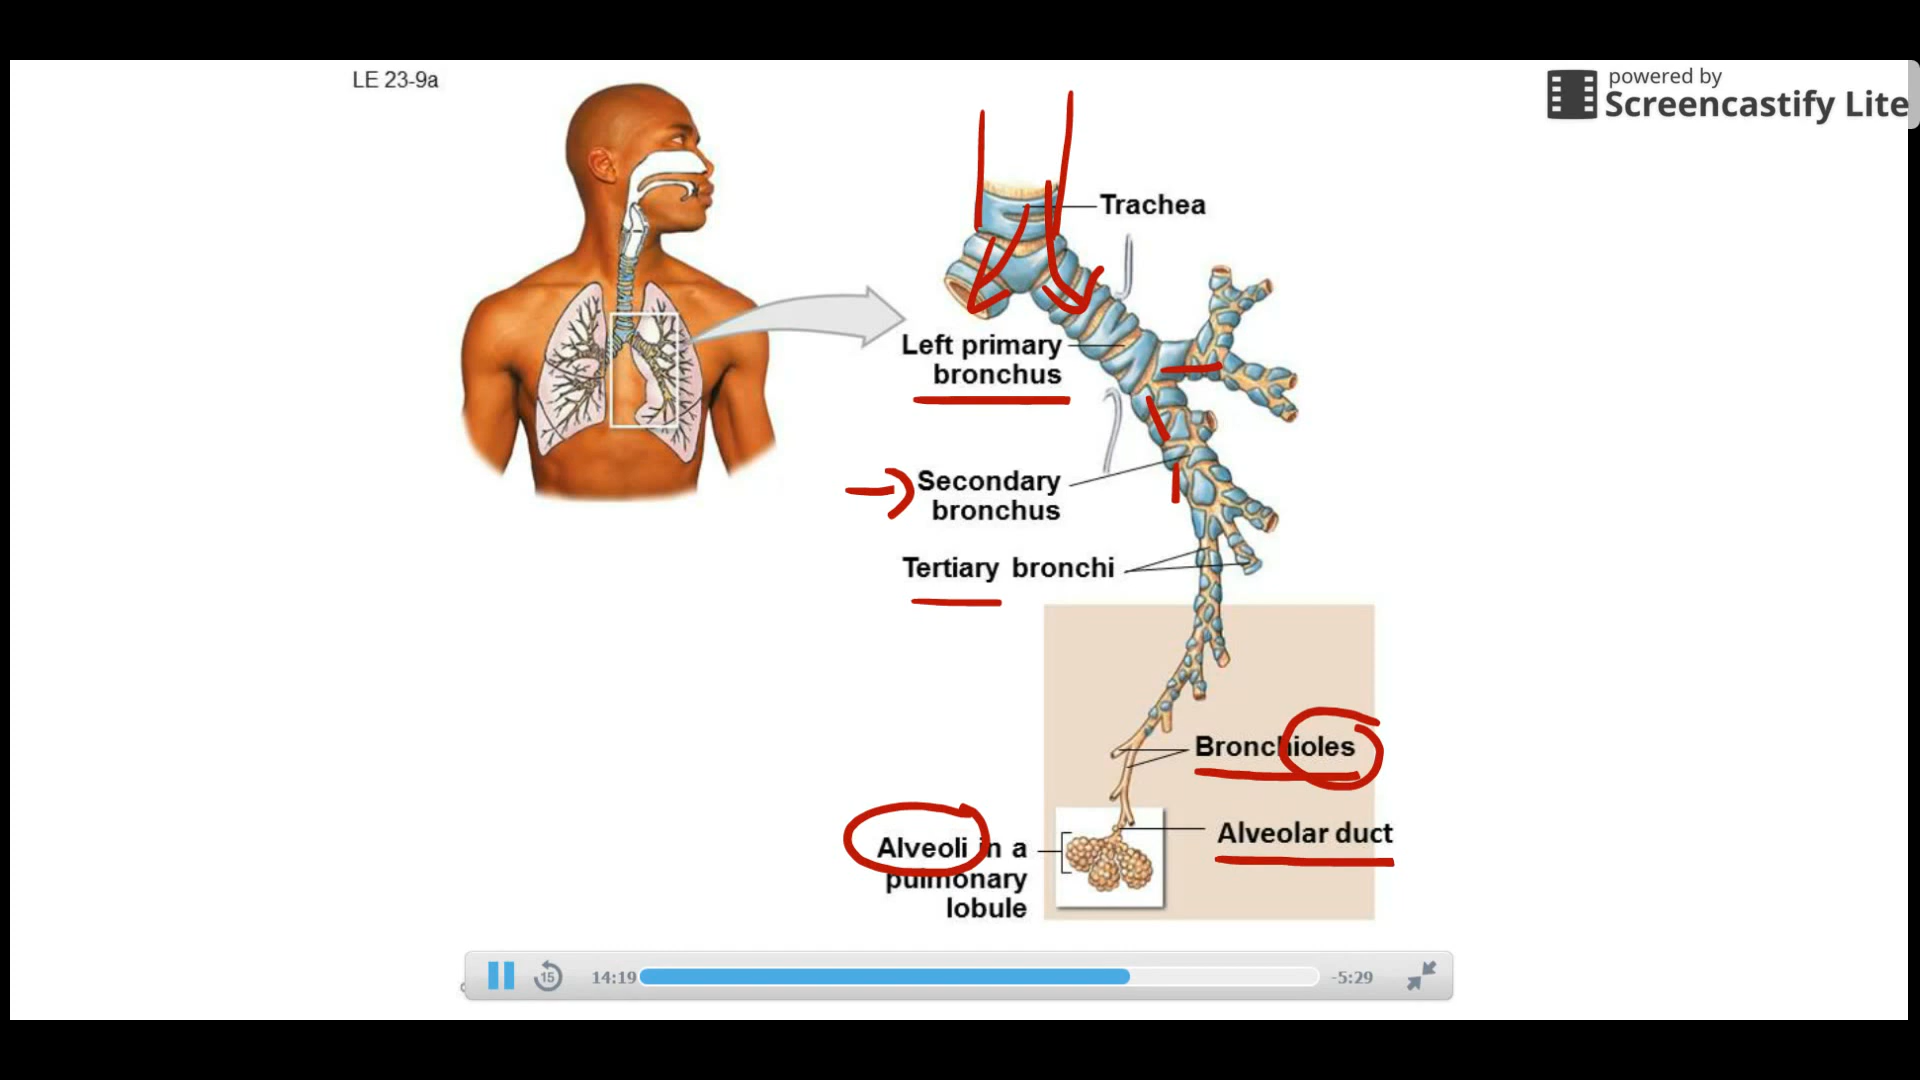 LE 23-9a
powered by
Screencastify Lite
Trachea
Left primary
bronchus
Secondary
bronchus
Tertiary bronchi
Bronchioles
Alveolar duct
Alveoli in a
pulmonary
lobule
15
14:19
-5:29